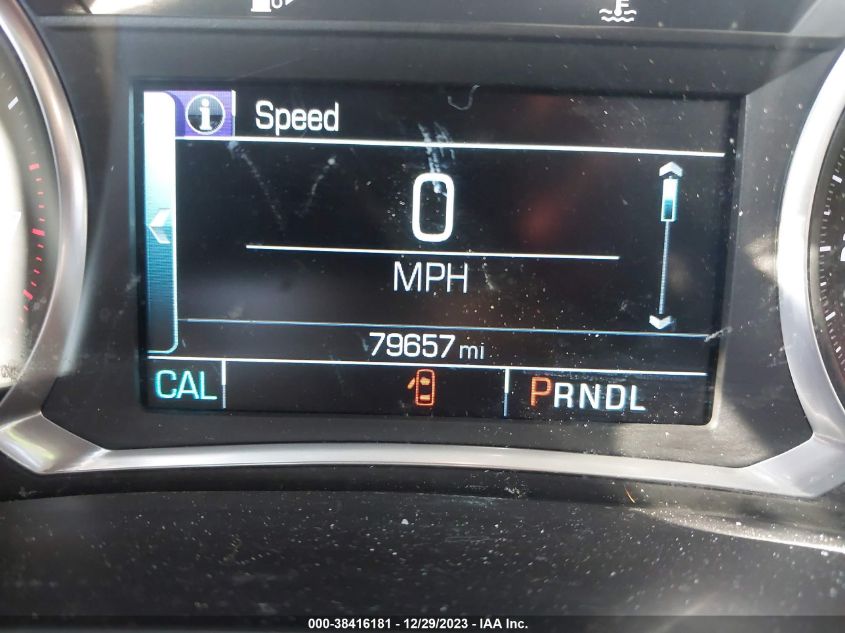 Speed
0
MPH
79657 mi
CAL
PRNDL
000-38416181 - 12/29/2023 - IAA Inc.